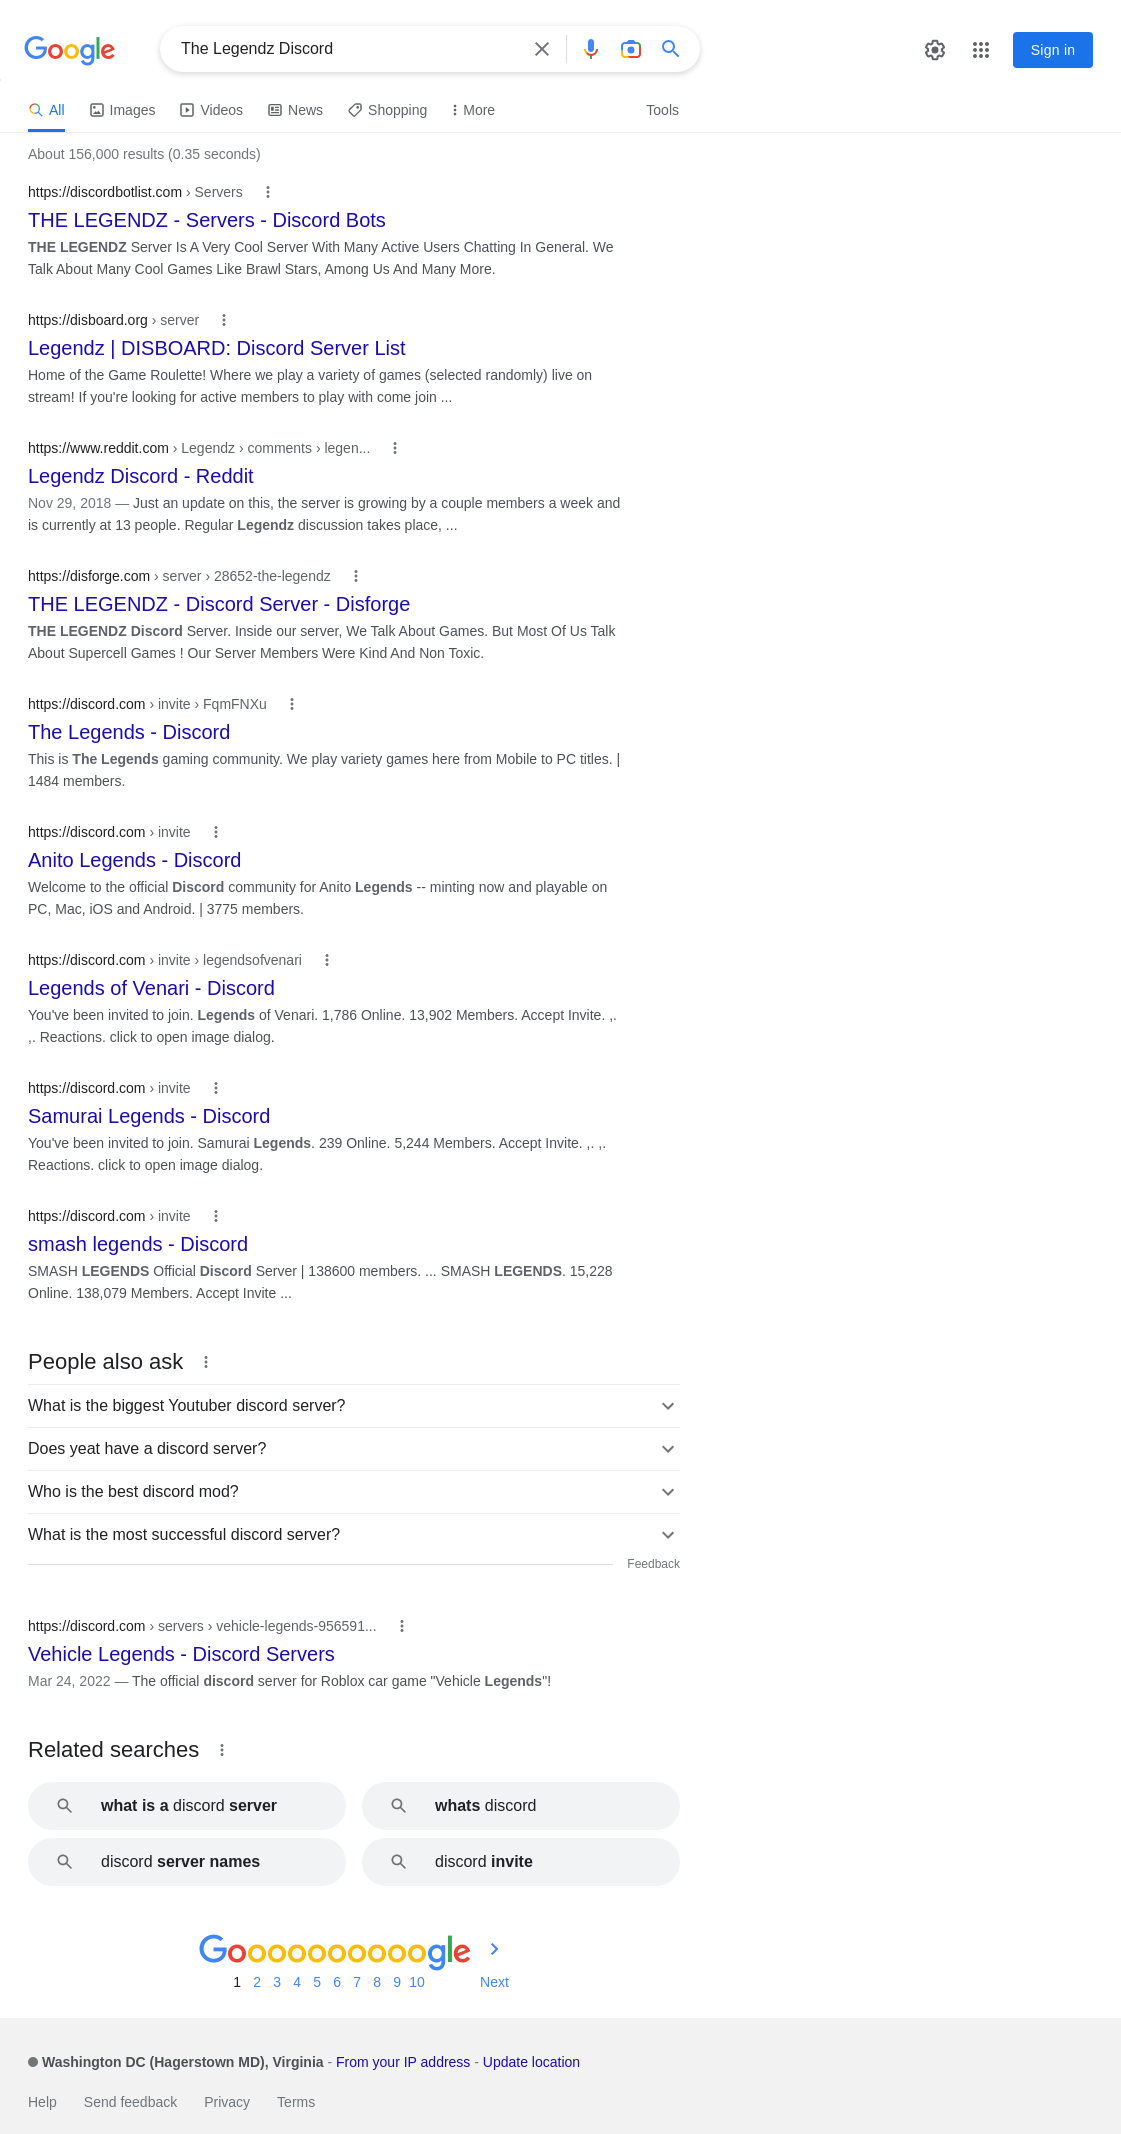 Google
The Legendz Discord
Sign in
All Images Videos News Shopping More Tools
About 156,000 results (0.35 seconds)
https://discordbotlist.com › Servers
THE LEGENDZ - Servers - Discord Bots
THE LEGENDZ Server Is A Very Cool Server With Many Active Users Chatting In General. We
Talk About Many Cool Games Like Brawl Stars, Among Us And Many More.
https://disboard.org › server
Legendz | DISBOARD: Discord Server List
Home of the Game Roulette! Where we play a variety of games (selected randomly) live on
stream! If you're looking for active members to play with come join ...
https://www.reddit.com › Legendz › comments › legen...
Legendz Discord - Reddit
Nov 29, 2018 — Just an update on this, the server is growing by a couple members a week and
is currently at 13 people. Regular Legendz discussion takes place, ...
https://disforge.com › server › 28652-the-legendz
THE LEGENDZ - Discord Server - Disforge
THE LEGENDZ Discord Server. Inside our server, We Talk About Games. But Most Of Us Talk
About Supercell Games ! Our Server Members Were Kind And Non Toxic.
https://discord.com › invite › FqmFNXu
The Legends - Discord
This is The Legends gaming community. We play variety games here from Mobile to PC titles. |
1484 members.
https://discord.com › invite
Anito Legends - Discord
Welcome to the official Discord community for Anito Legends -- minting now and playable on
PC, Mac, iOS and Android. | 3775 members.
https://discord.com › invite › legendsofvenari
Legends of Venari - Discord
You've been invited to join. Legends of Venari. 1,786 Online. 13,902 Members. Accept Invite. ,.
,. Reactions. click to open image dialog.
https://discord.com › invite
Samurai Legends - Discord
You've been invited to join. Samurai Legends. 239 Online. 5,244 Members. Accept Invite. ,. ,.
Reactions. click to open image dialog.
https://discord.com › invite
smash legends - Discord
SMASH LEGENDS Official Discord Server | 138600 members. ... SMASH LEGENDS. 15,228
Online. 138,079 Members. Accept Invite ...
People also ask
What is the biggest Youtuber discord server?
Does yeat have a discord server?
Who is the best discord mod?
What is the most successful discord server?
Feedback
https://discord.com › servers › vehicle-legends-956591...
Vehicle Legends - Discord Servers
Mar 24, 2022 — The official discord server for Roblox car game "Vehicle Legends"!
Related searches
what is a discord server
whats discord
discord server names
discord invite
Goooooooooogle
1 2 3 4 5 6 7 8 9 10 Next
Washington DC (Hagerstown MD), Virginia - From your IP address - Update location
Help Send feedback Privacy Terms